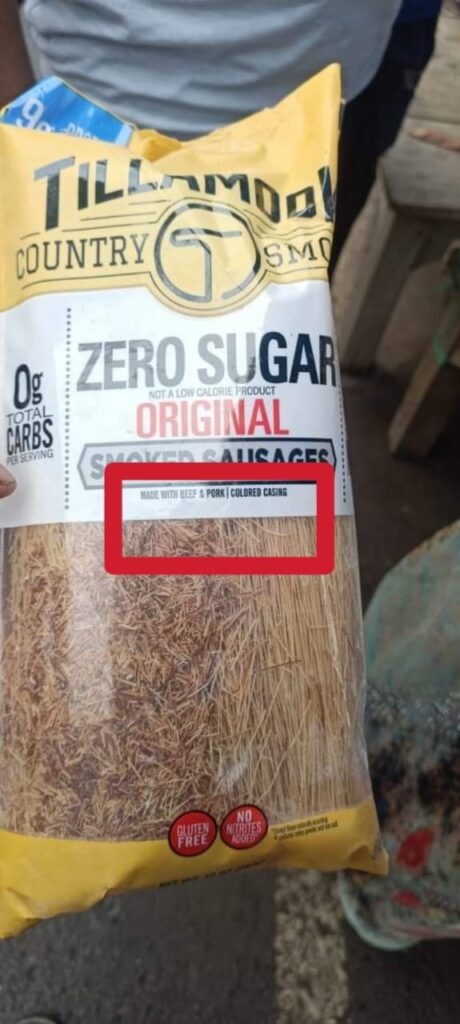 TILLAMOOK
COUNTRY SMO
ZERO SUGAR
NOT A LOW CALORIE PRODUCT
ORIGINAL
SMOKED SAUSAGES
MADE WITH BEEF & PORK | COLORED CASING
0g
TOTAL
CARBS
PER SERVING
GLUTEN
FREE
NO
NITRITES
ADDED*